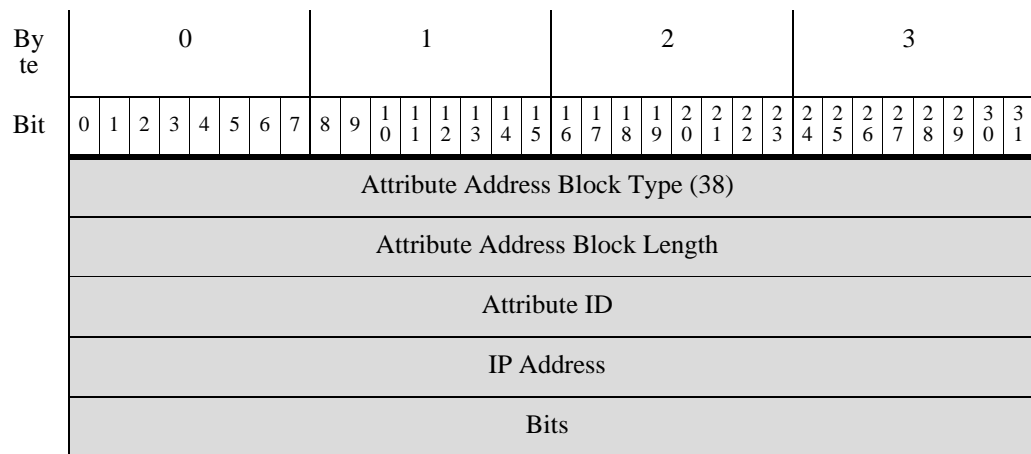 By
te
0 1 2 3
Bit 0 1 2 3 4 5 6 7 8 9 10 11 12 13 14 15 16 17 18 19 20 21 22 23 24 25 26 27 28 29 30 31
Attribute Address Block Type (38)
Attribute Address Block Length
Attribute ID
IP Address
Bits